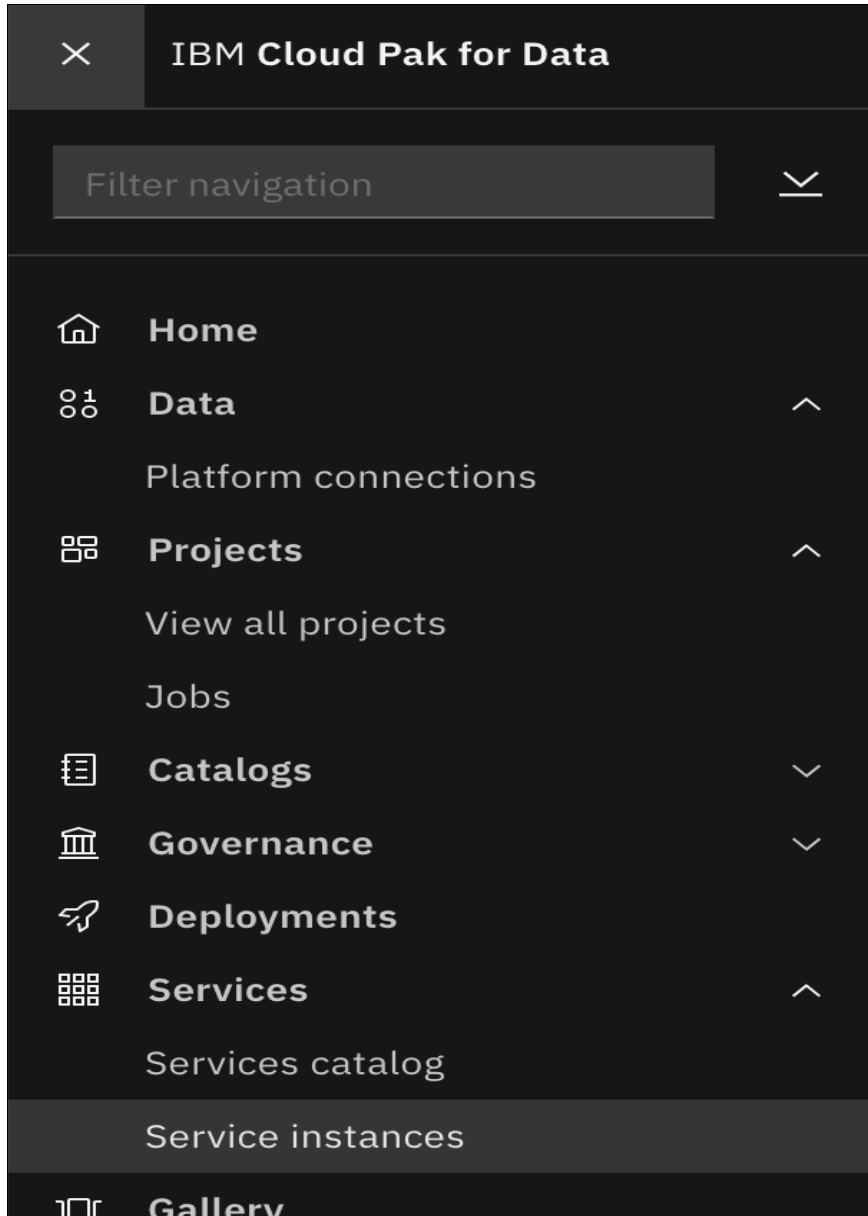 IBM Cloud Pak for Data
Filter navigation
Home
Data
Platform connections
Projects
View all projects
Jobs
Catalogs
Governance
Deployments
Services
Services catalog
Service instances
Gallery